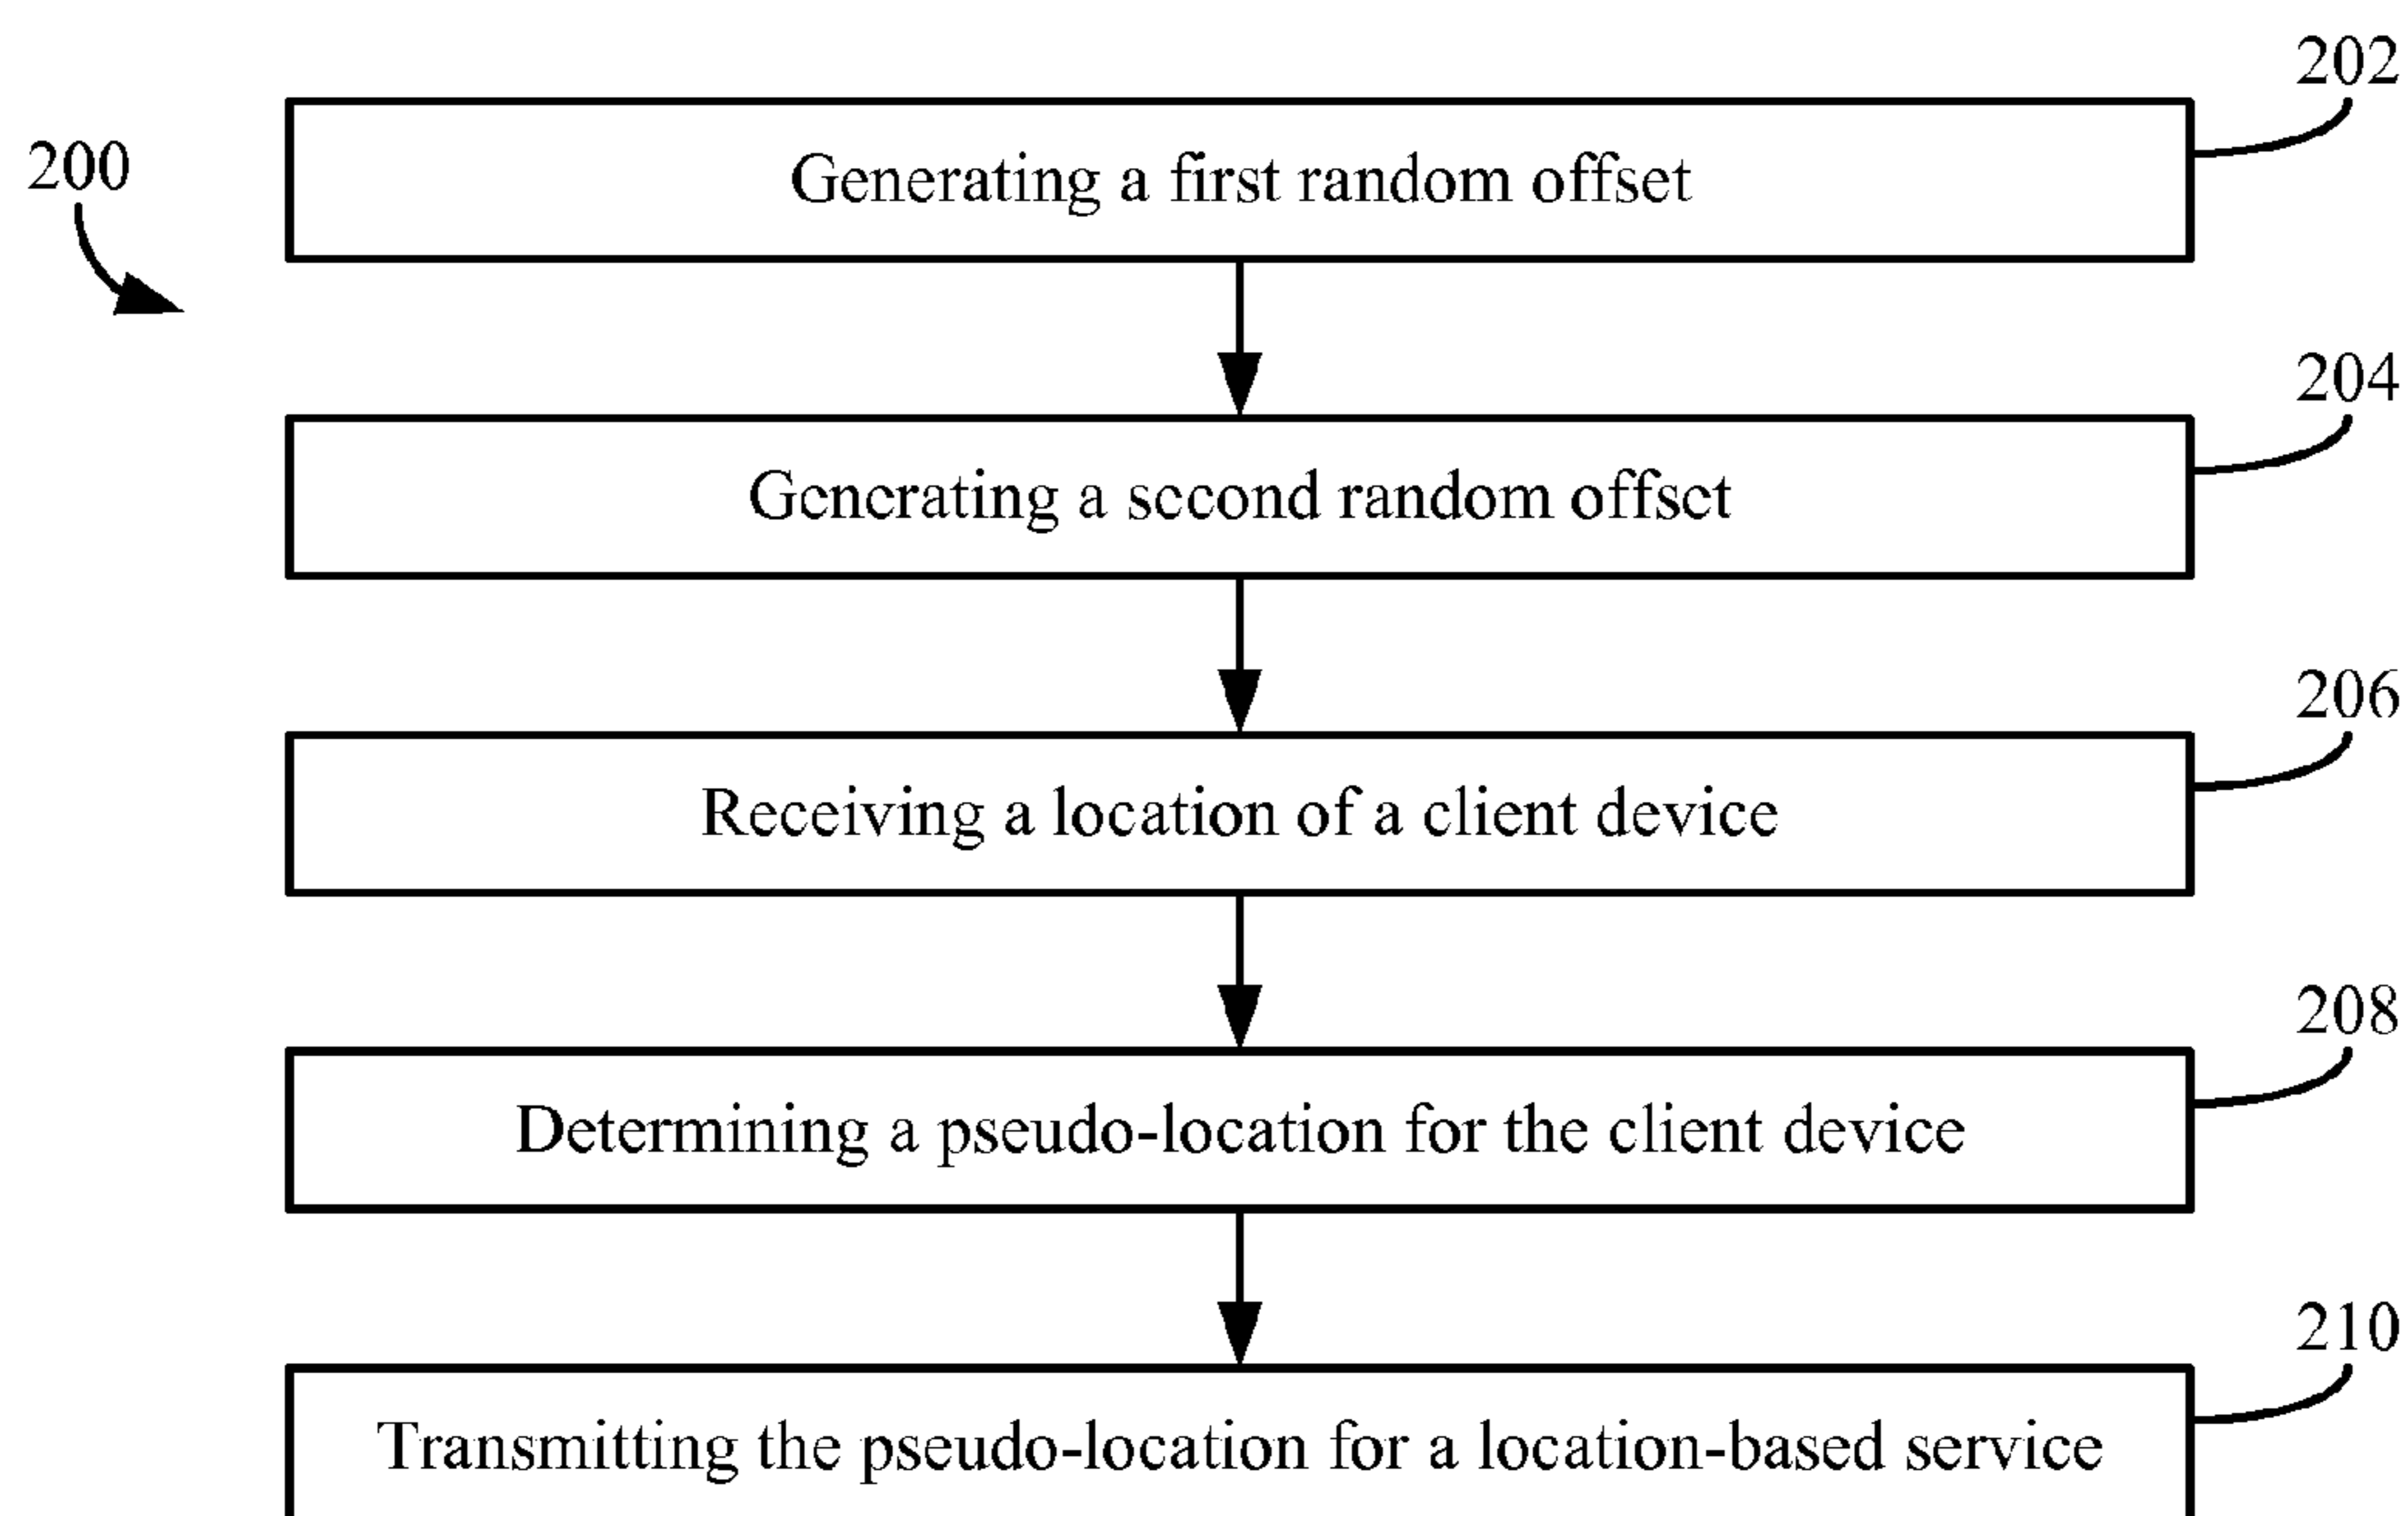 202
Generating a first random offset
200
204
Generating a second random offset
206
Receiving a location of a client device
208
Determining a pseudo-location for the client device
210
Transmitting the pseudo-location for a location-based service